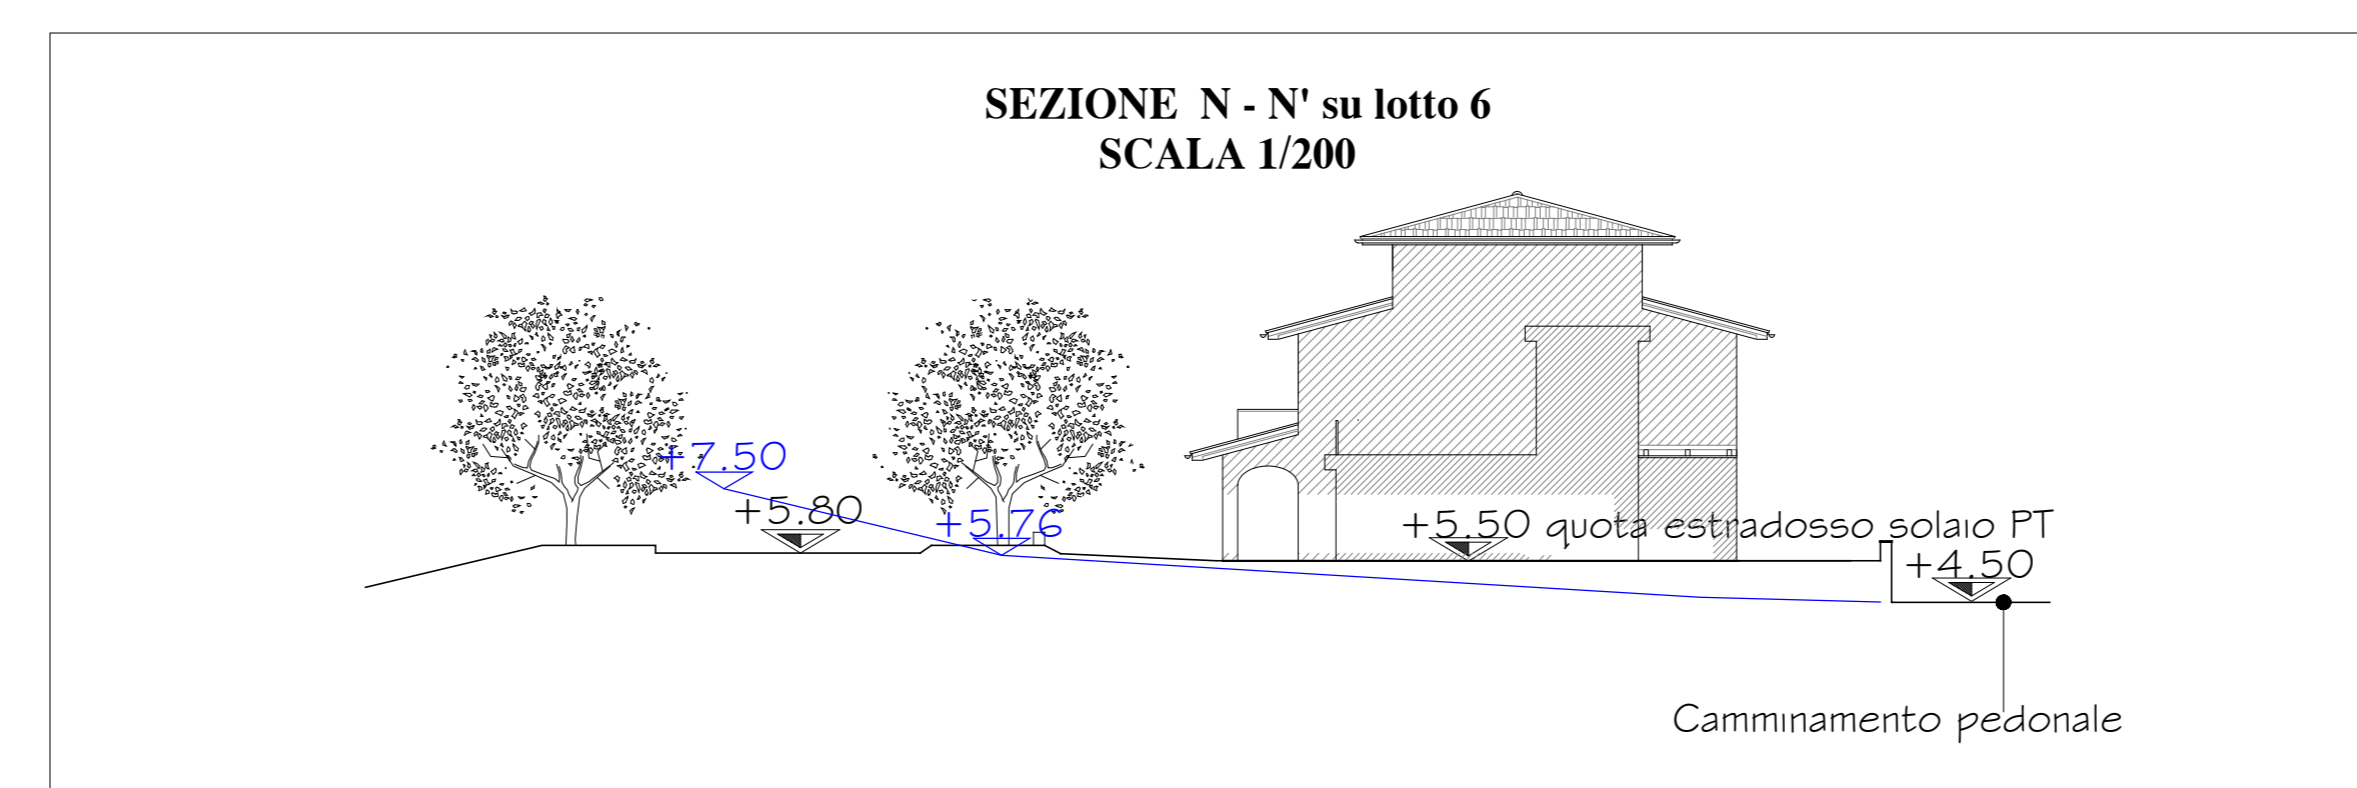 SEZIONE N - N' su lotto 6
SCALA 1/200
+7.50
+5.80
+5.76
+5.50 quota estradosso solaio PT
+4.50
Camminamento pedonale